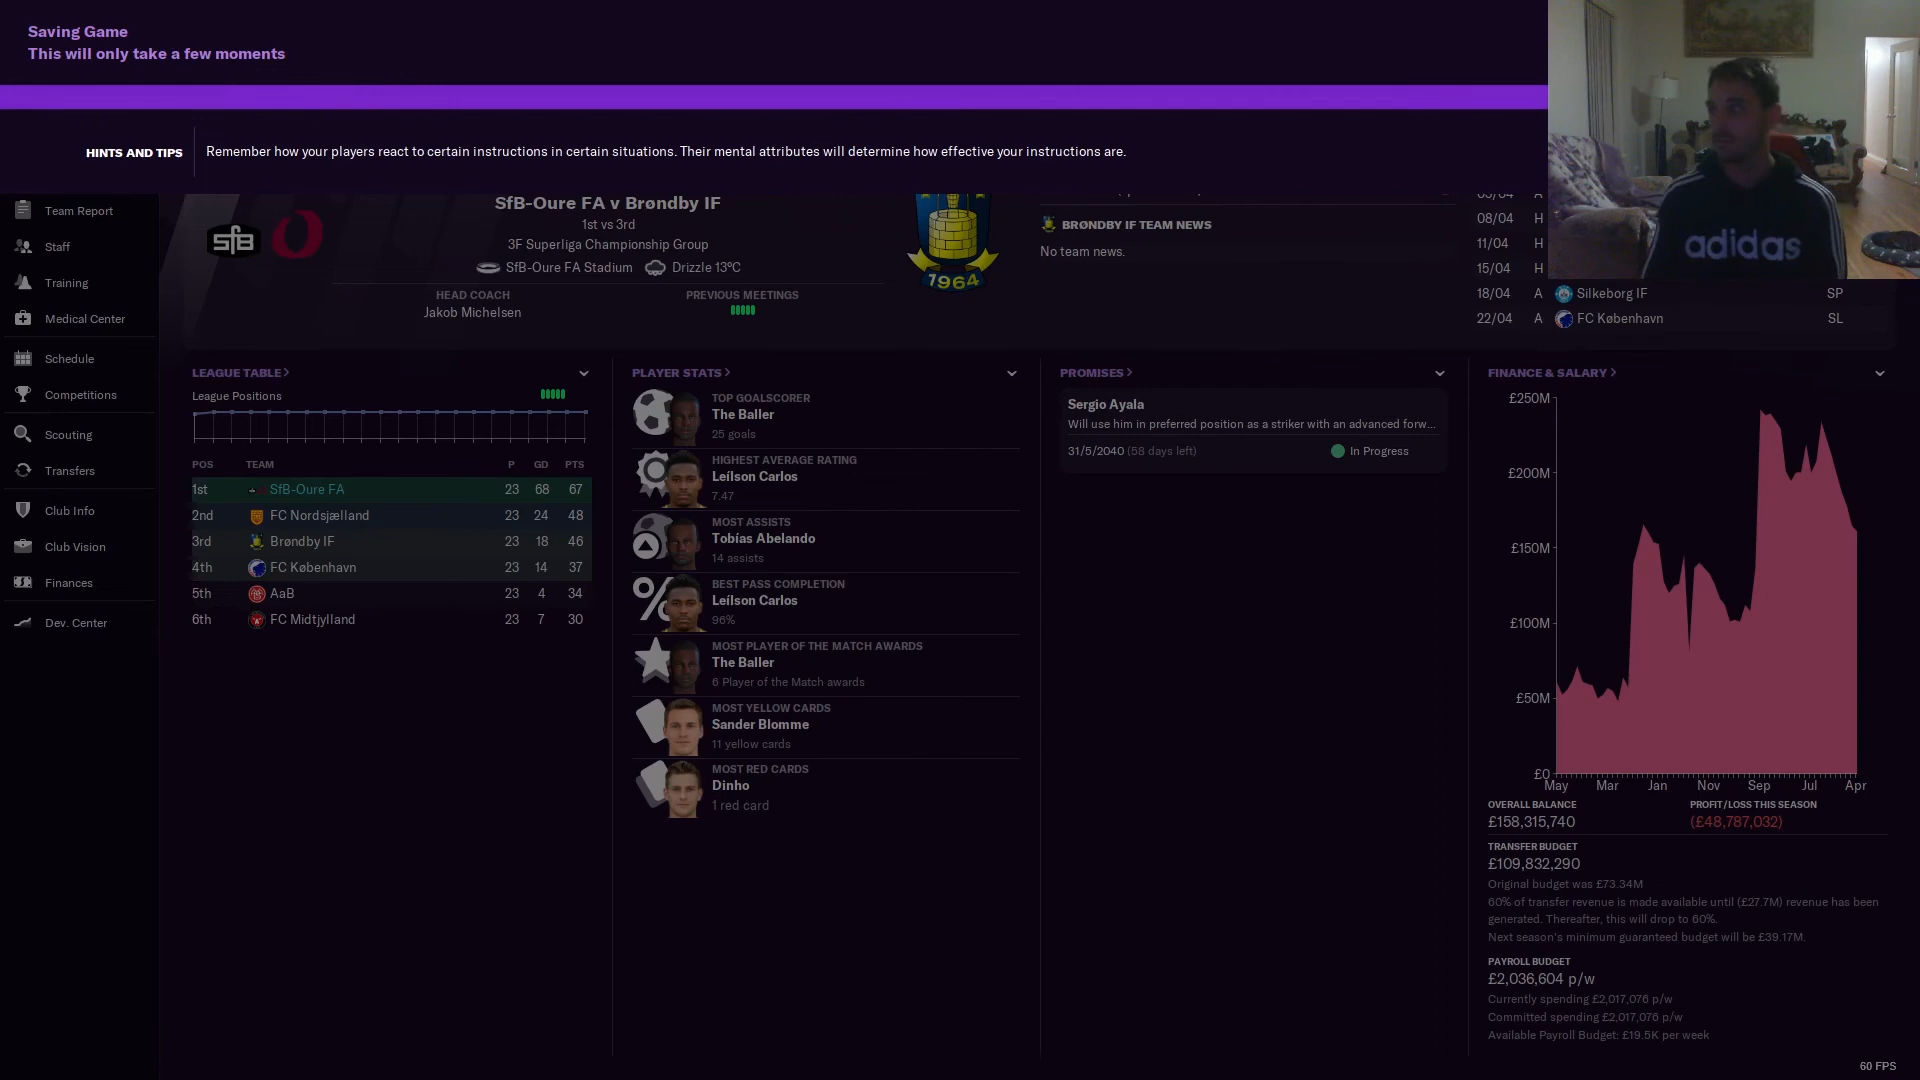 Saving Game
This will only take a few moments
HINTS AND TIPS
Remember how your players react to certain instructions in certain situations. Their mental attributes will determine how effective your instructions are.
adidas
Team Report
Staff
Training
Medical Center
Schedule
Competitions
Scouting
Transfers
Club Info
Club Vision
Finances
Dev. Center
SfB
SfB-Oure FA v Brøndby IF
1st vs 3rd
3F Superliga Championship Group
SfB-Oure FA Stadium
Drizzle 13°C
HEAD COACH
Jakob Michelsen
PREVIOUS MEETINGS
1964
BRØNDBY IF TEAM NEWS
No team news.
08/04 H
11/04 H
15/04 H
18/04 A Silkeborg IF SP
22/04 A FC København SL
LEAGUE TABLE
League Positions
POS TEAM P GD PTS
1st SfB-Oure FA 23 68 67
2nd FC Nordsjælland 23 24 48
3rd Brøndby IF 23 18 46
4th FC København 23 14 37
5th AaB 23 4 34
6th FC Midtjylland 23 7 30
PLAYER STATS
TOP GOALSCORER
The Baller
25 goals
HIGHEST AVERAGE RATING
Leílson Carlos
7.47
MOST ASSISTS
Tobías Abelando
14 assists
BEST PASS COMPLETION
Leílson Carlos
96%
MOST PLAYER OF THE MATCH AWARDS
The Baller
6 Player of the Match awards
MOST YELLOW CARDS
Sander Blomme
11 yellow cards
MOST RED CARDS
Dinho
1 red card
PROMISES
Sergio Ayala
Will use him in preferred position as a striker with an advanced forw...
31/5/2040 (58 days left)
In Progress
FINANCE & SALARY
£250M
£200M
£150M
£100M
£50M
£0
May Mar Jan Nov Sep Jul Apr
OVERALL BALANCE
£158,315,740
PROFIT/LOSS THIS SEASON
(£48,787,032)
TRANSFER BUDGET
£109,832,290
Original budget was £73.34M
60% of transfer revenue is made available until (£27.7M) revenue has been
generated. Thereafter, this will drop to 60%.
Next season's minimum guaranteed budget will be £39.17M.
PAYROLL BUDGET
£2,036,604 p/w
Currently spending £2,017,076 p/w
Committed spending £2,017,076 p/w
Available Payroll Budget: £19.5K per week
60 FPS